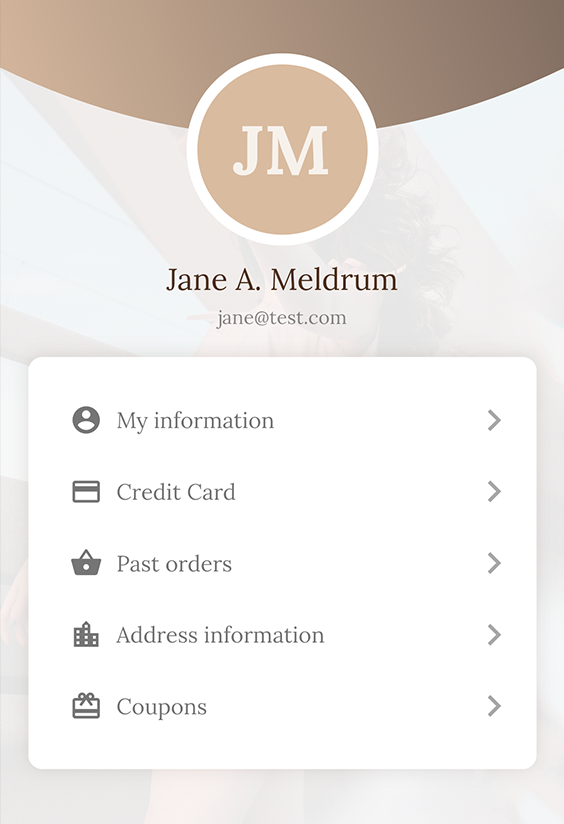 JM
Jane A. Meldrum
jane@test.com
My information
Credit Card
Past orders
Address information
Coupons